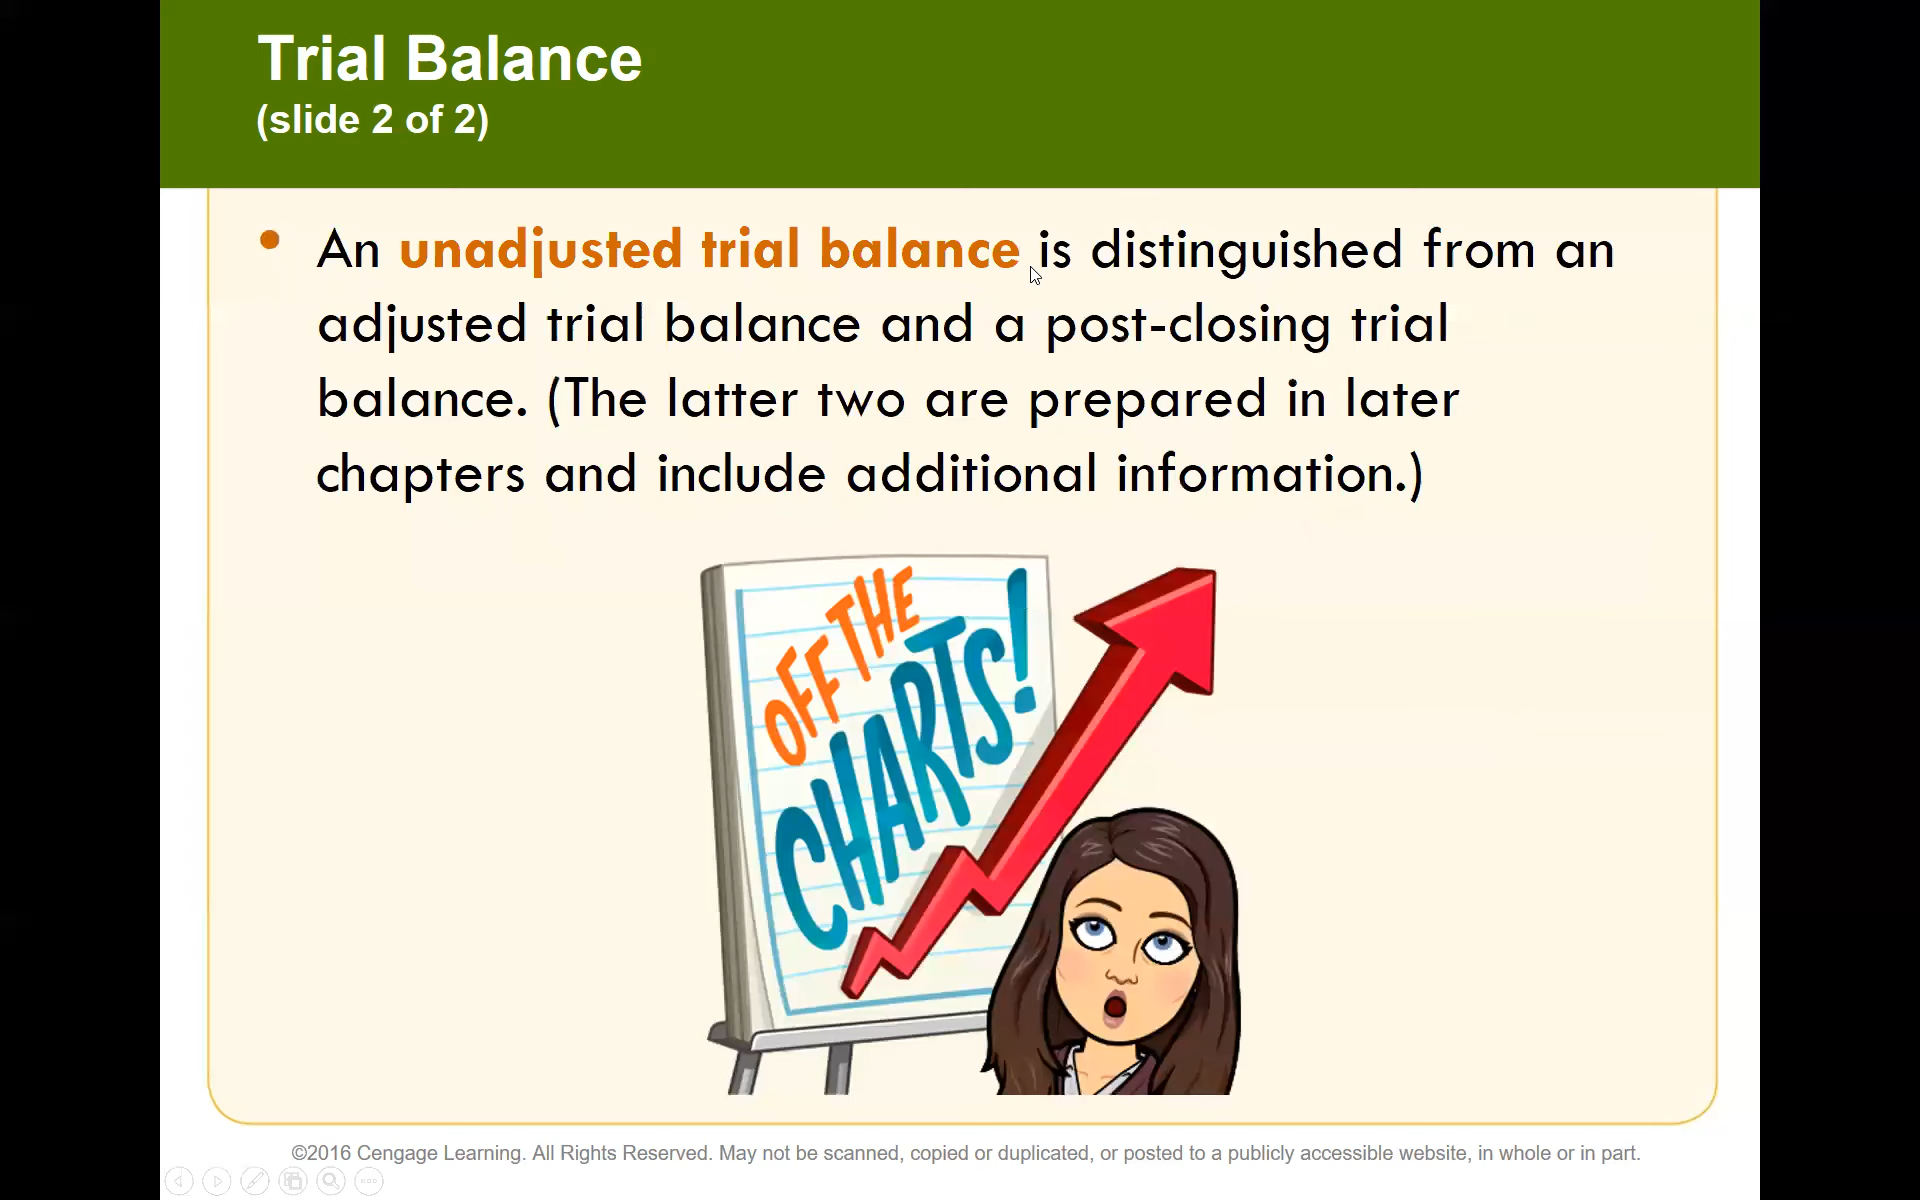 Trial Balance
(slide 2 of 2)
• An unadjusted trial balance is distinguished from an
adjusted trial balance and a post-closing trial
balance. (The latter two are prepared in later
chapters and include additional information.)
OFF THE
CHARTS!
©2016 Cengage Learning. All Rights Reserved. May not be scanned, copied or duplicated, or posted to a publicly accessible website, in whole or in part.